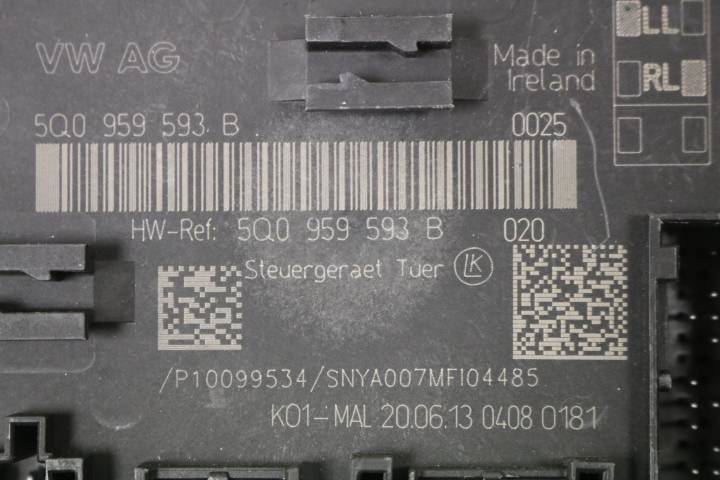 VW AG
Made in
Ireland
LL
RL
5Q0 959 593 B 0025
HW-Ref: 5Q0 959 593 B 020
Steuergeraet Tuer LK
/P10099534/SNYA007MFI04485
K01-MAL 20.06.13 0408 0181